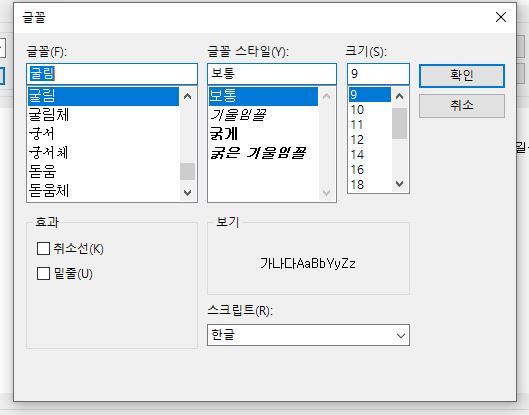 글꼴
글꼴(F):
굴림
굴림
굴림체
궁서
궁서체
돋움
돋움체
글꼴 스타일(Y):
보통
보통
기울임꼴
굵게
굵은 기울임꼴
크기(S):
9
9
10
11
12
14
16
18
확인
취소
효과
취소선(K)
밑줄(U)
보기
가나다AaBbYyZz
스크립트(R):
한글